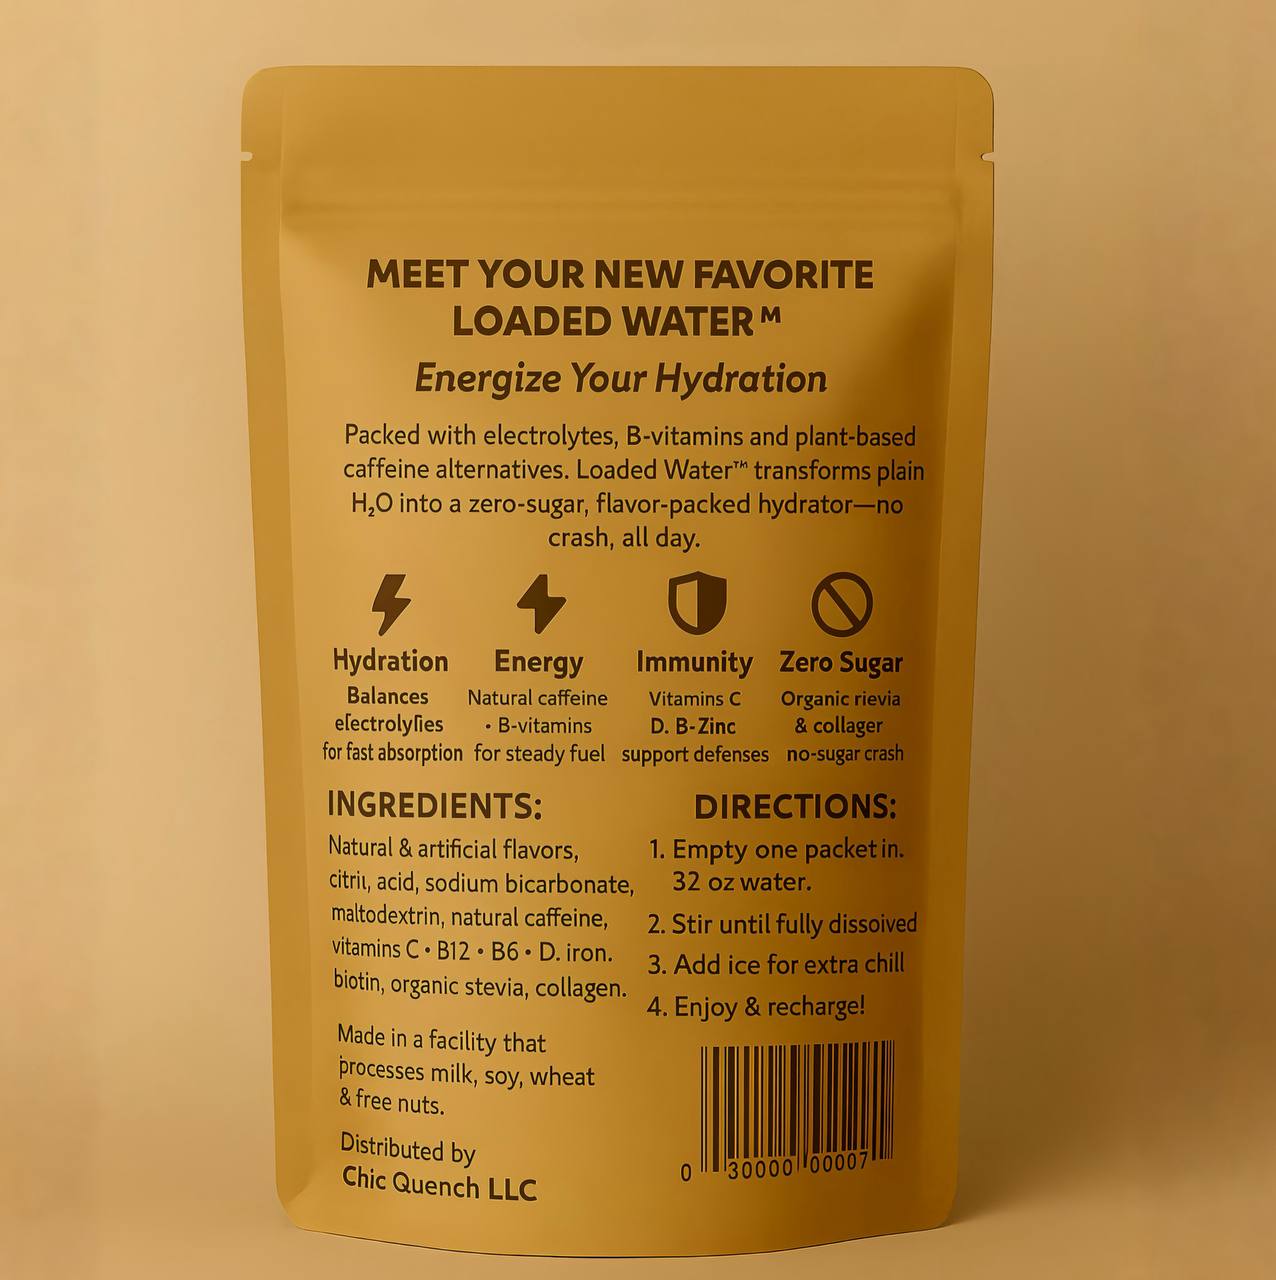 MEET YOUR NEW FAVORITE
LOADED WATER™
Energize Your Hydration
Packed with electrolytes, B-vitamins and plant-based
caffeine alternatives. Loaded Water™ transforms plain
H₂O into a zero-sugar, flavor-packed hydrator—no
crash, all day.
Hydration
Balances
electrolyťies
for fast absorption
Energy
Natural caffeine
• B-vitamins
for steady fuel
Immunity
Vitamins C
D. B-Zinc
support defenses
Zero Sugar
Organic rievia
& collager
no-sugar crash
INGREDIENTS:
Natural & artificial flavors,
citriı, acid, sodium bicarbonate,
maltodextrin, natural caffeine,
vitamins C • B12 • B6 • D. iron.
biotin, organic stevia, collagen.
Made in a facility that
processes milk, soy, wheat
& free nuts.
Distributed by
Chic Quench LLC
DIRECTIONS:
1. Empty one packet in.
32 oz water.
2. Stir until fully dissoived
3. Add ice for extra chill
4. Enjoy & recharge!
0 30000 00007